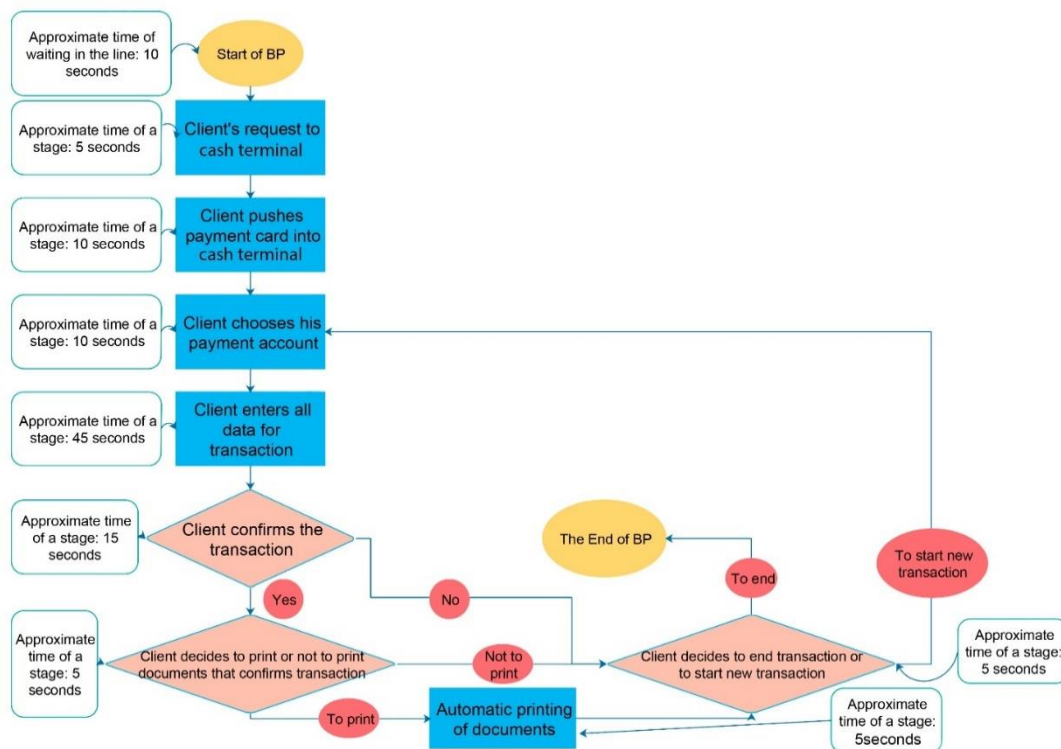 Approximate time of
waiting in the line: 10
seconds
Start of BP
Approximate time of a
stage: 5 seconds
Client's request to
cash terminal
Approximate time of a
stage: 10 seconds
Client pushes
payment card into
cash terminal
Approximate time of a
stage: 10 seconds
Client chooses his
payment account
Approximate time of a
stage: 45 seconds
Client enters all
data for
transaction
Approximate time
of a stage: 15
seconds
Client confirms the
transaction
The End of BP
To start new
transaction
To end
Yes
No
Approximate
time of a
stage: 5
seconds
Client decides to print or not to print
documents that confirms transaction
Not to
print
Client decides to end transaction or
to start new transaction
Approximate
time of a stage:
5 seconds
To print
Automatic printing
of documents
Approximate
time of a stage:
5seconds